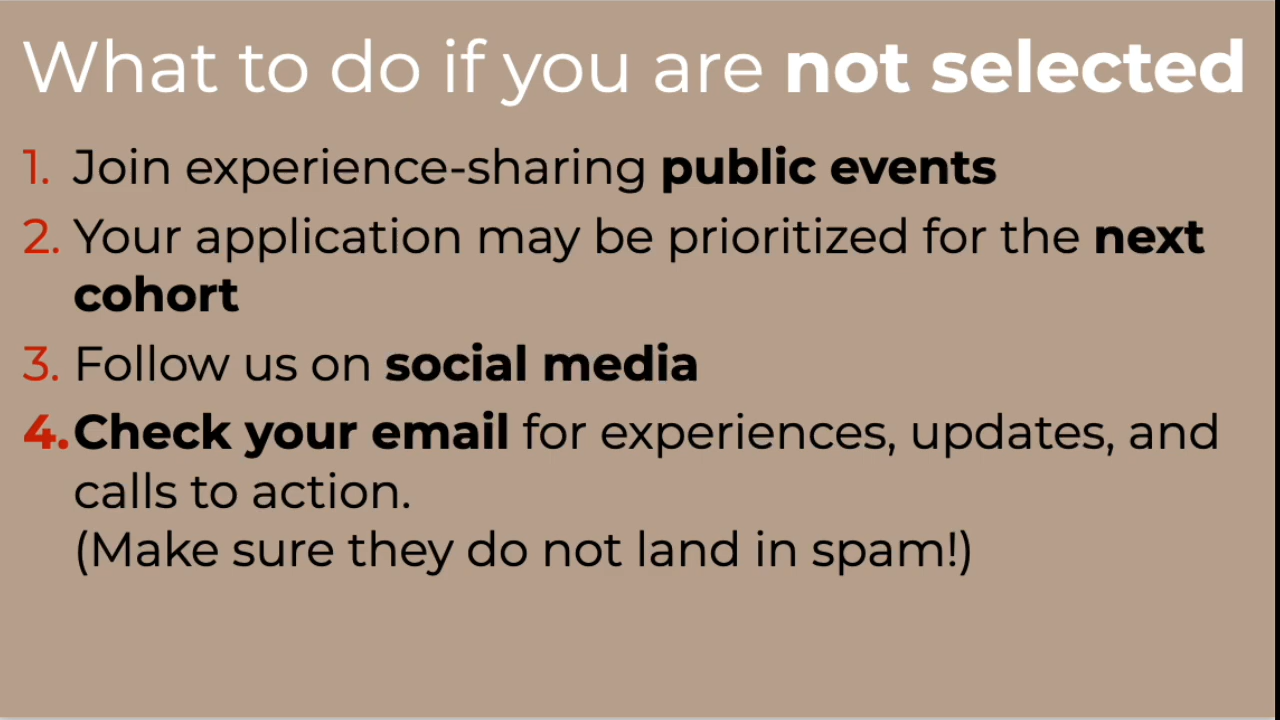 What to do if you are not selected
1. Join experience-sharing public events
2. Your application may be prioritized for the next
cohort
3. Follow us on social media
4. Check your email for experiences, updates, and
calls to action.
(Make sure they do not land in spam!)